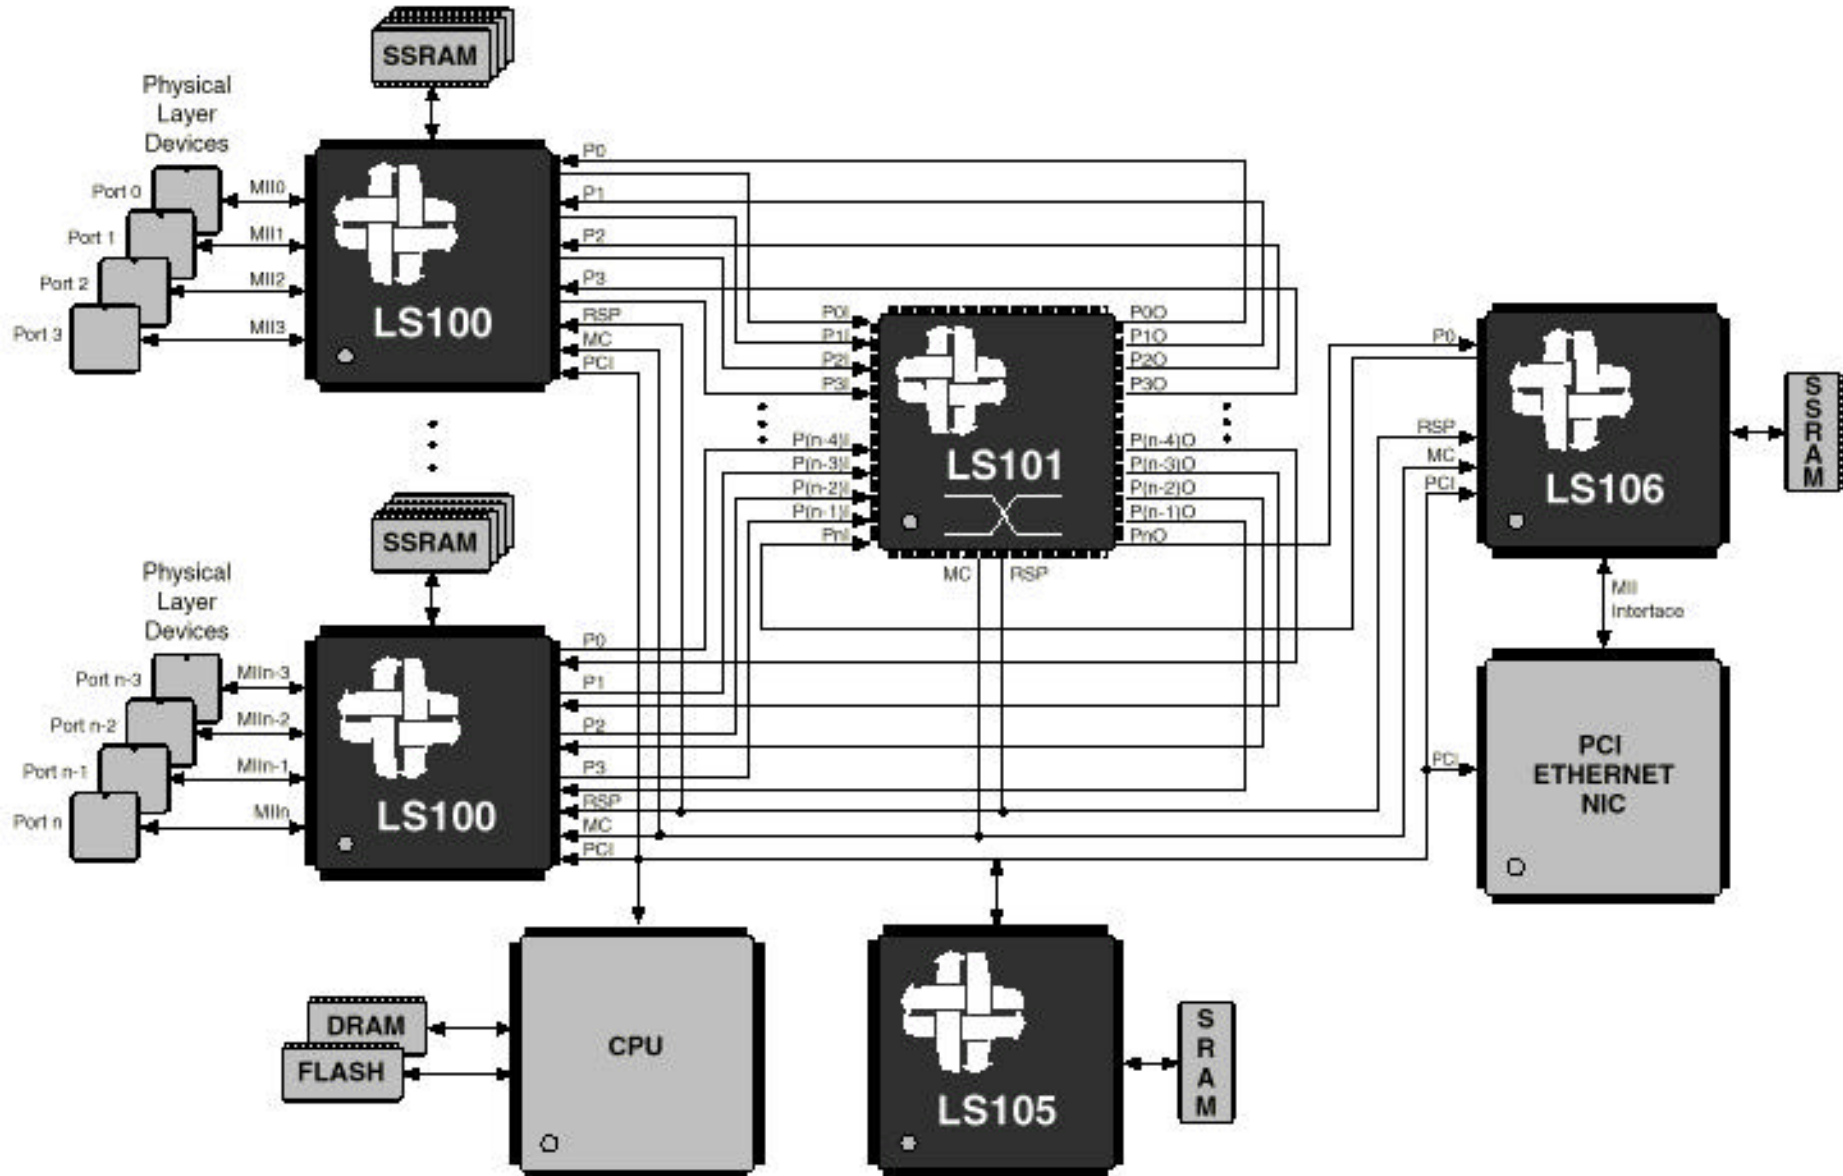 SSRAM
Physical
Layer
Devices
Port 0
MII0
Port 1
MII1
Port 2
MII2
Port 3
MII3
LS100
P0
P1
P2
P3
RSP
MC
PCI
P0I
P1I
P2I
P3I
P(n-4)I
P(n-3)I
P(n-2)I
P(n-1)I
PnI
LS101
P0O
P1O
P2O
P3O
P(n-4)O
P(n-3)O
P(n-2)O
P(n-1)O
PnO
MC
RSP
P0
RSP
MC
PCI
LS106
SSRAM
MII
Interface
PCI
PCI
ETHERNET
NIC
SSRAM
Physical
Layer
Devices
Port n-3
MIIn-3
Port n-2
MIIn-2
Port n-1
MIIn-1
Port n
MIIn
LS100
P0
P1
P2
P3
RSP
MC
PCI
DRAM
FLASH
CPU
LS105
SRAM